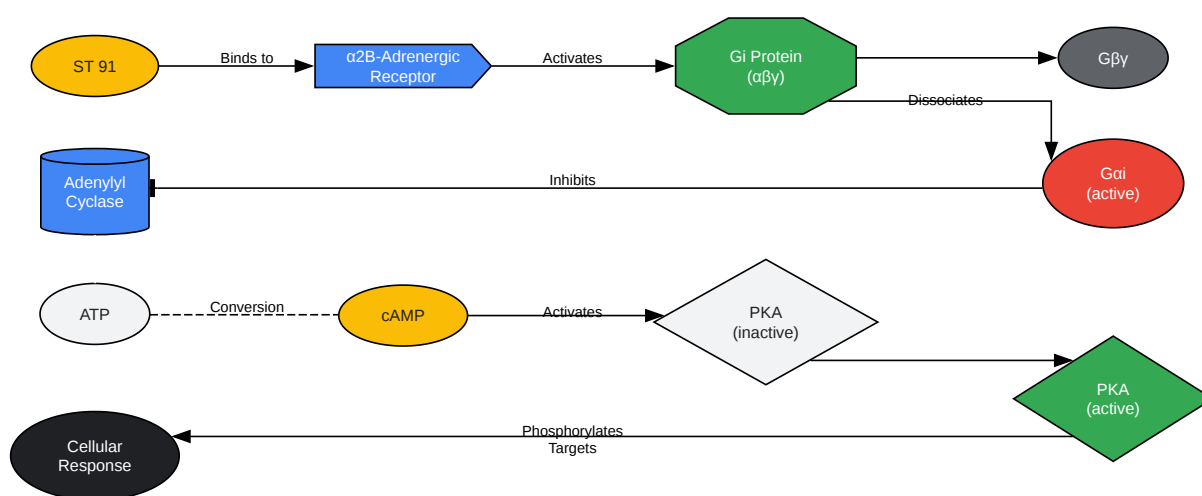 ST 91
Binds to
α2B-Adrenergic
Receptor
Activates
Gi Protein
(αβγ)
Gβγ
Dissociates
Adenylyl
Cyclase
Inhibits
Gαi
(active)
ATP
Conversion
cAMP
Activates
PKA
(inactive)
PKA
(active)
Cellular
Response
Phosphorylates
Targets